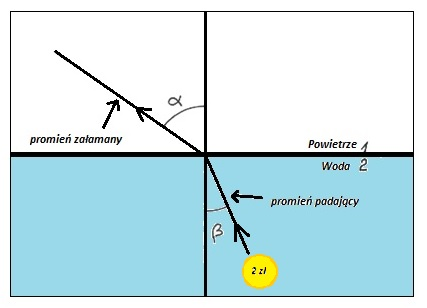 α
promień załamany
Powietrze 1
Woda 2
promień padający
β
2 zł